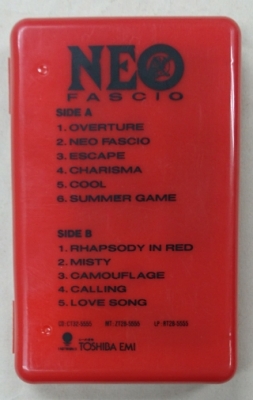 NEO
FASCIO
SIDE A
1. OVERTURE
2. NEO FASCIO
3. ESCAPE
4. CHARISMA
5. COOL
6. SUMMER GAME
SIDE B
1. RHAPSODY IN RED
2. MISTY
3. CAMOUFLAGE
4. CALLING
5. LOVE SONG
TOSHIBA EMI